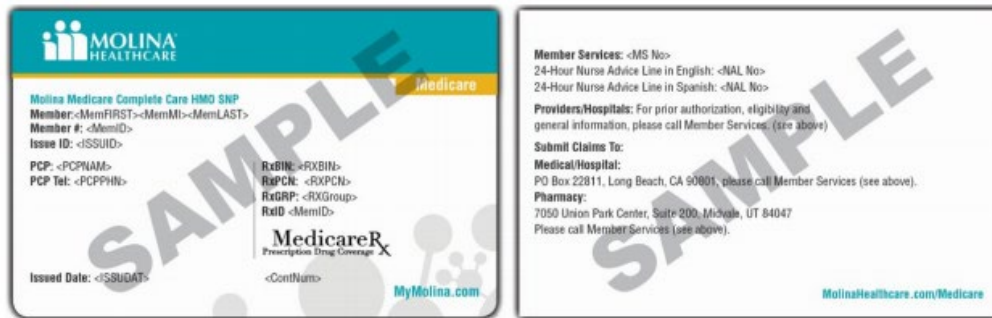 MOLINA
HEALTHCARE
Medicare
Molina Medicare Complete Care HMO SNP
Member:<MemFIRST><MemMI><MemLAST>
Member #: <MemID>
Issue ID: <ISSUID>
PCP: <PCPNAM>
PCP Tel: <PCPPHN>
RxBIN: <RXBIN>
RxPCN: <RXPCN>
RxGRP: <RXGroup>
RxID <MemID>
MedicareRx
Prescription Drug Coverage
Issued Date: <ISSUDAT>
<ContNum>
MyMolina.com
SAMPLE
Member Services: <MS No>
24-Hour Nurse Advice Line in English: <NAL No>
24-Hour Nurse Advice Line in Spanish: <NAL No>
Providers/Hospitals: For prior authorization, eligibility and
general information, please call Member Services. (see above)
Submit Claims To:
Medical/Hospital:
PO Box 22811, Long Beach, CA 90801, please call Member Services (see above).
Pharmacy:
7050 Union Park Center, Suite 200, Midvale, UT 84047
Please call Member Services (see above).
MolinaHealthcare.com/Medicare
SAMPLE